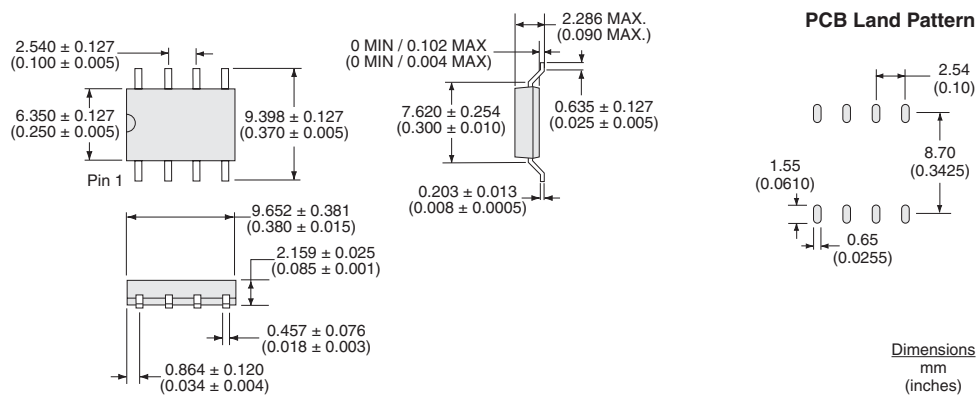 2.540 ± 0.127
(0.100 ± 0.005)
6.350 ± 0.127
(0.250 ± 0.005)
9.398 ± 0.127
(0.370 ± 0.005)
Pin 1
9.652 ± 0.381
(0.380 ± 0.015)
2.159 ± 0.025
(0.085 ± 0.001)
0.457 ± 0.076
(0.018 ± 0.003)
0.864 ± 0.120
(0.034 ± 0.004)
2.286 MAX.
(0.090 MAX.)
0 MIN / 0.102 MAX
(0 MIN / 0.004 MAX)
7.620 ± 0.254
(0.300 ± 0.010)
0.635 ± 0.127
(0.025 ± 0.005)
0.203 ± 0.013
(0.008 ± 0.0005)
PCB Land Pattern
2.54
(0.10)
8.70
(0.3425)
1.55
(0.0610)
0.65
(0.0255)
Dimensions
mm
(inches)